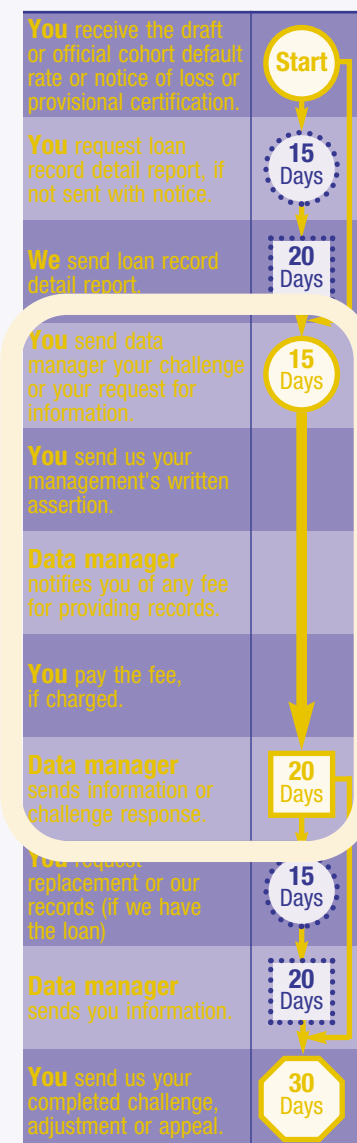 You receive the draft
or official cohort default
rate or notice of loss or
provisional certification.
Start
You request loan
record detail report, if
not sent with notice.
15
Days
We send loan record
detail report.
20
Days
You send data
manager your challenge
or your request for
information.
15
Days
You send us your
management's written
assertion.
Data manager
notifies you of any fee
for providing records.
You pay the fee,
if charged.
Data manager
sends information or
challenge response.
20
Days
You request
replacement or our
records (if we have
the loan)
15
Days
Data manager
sends you information.
20
Days
You send us your
completed challenge,
adjustment or appeal.
30
Days